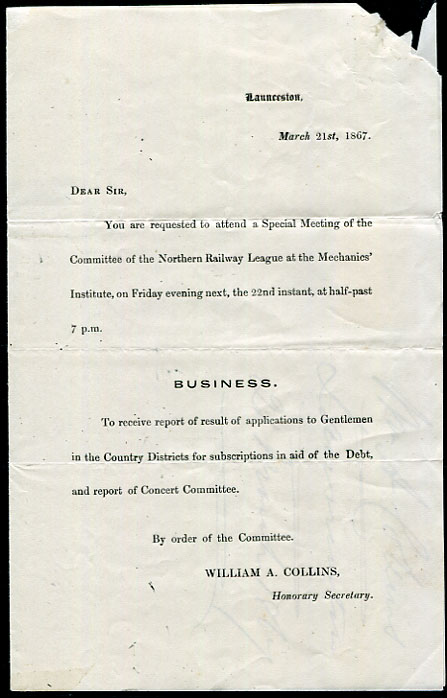 Launceston,
March 21st, 1867.
DEAR SIR,
You are requested to attend a Special Meeting of the
Committee of the Northern Railway League at the Mechanics'
Institute, on Friday evening next, the 22nd instant, at half-past
7 p.m.
BUSINESS.
To receive report of result of applications to Gentlemen
in the Country Districts for subscriptions in aid of the Debt,
and report of Concert Committee.
By order of the Committee.
WILLIAM A. COLLINS,
Honorary Secretary.